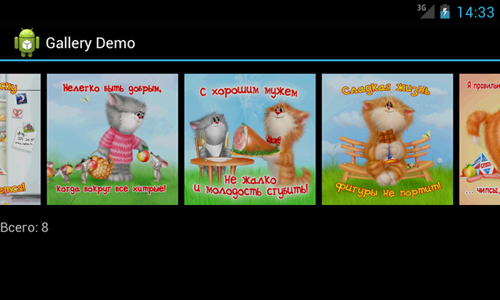 3G
14:33
Gallery Demo
Нелегко быть добрым,
когда вокруг все хитрые!
С хорошим мужем
Не жалко
и молодость сгубить!
Сладкая жизнь
фигуры не портит!
Я правильн
... чипсы,
Всего: 8